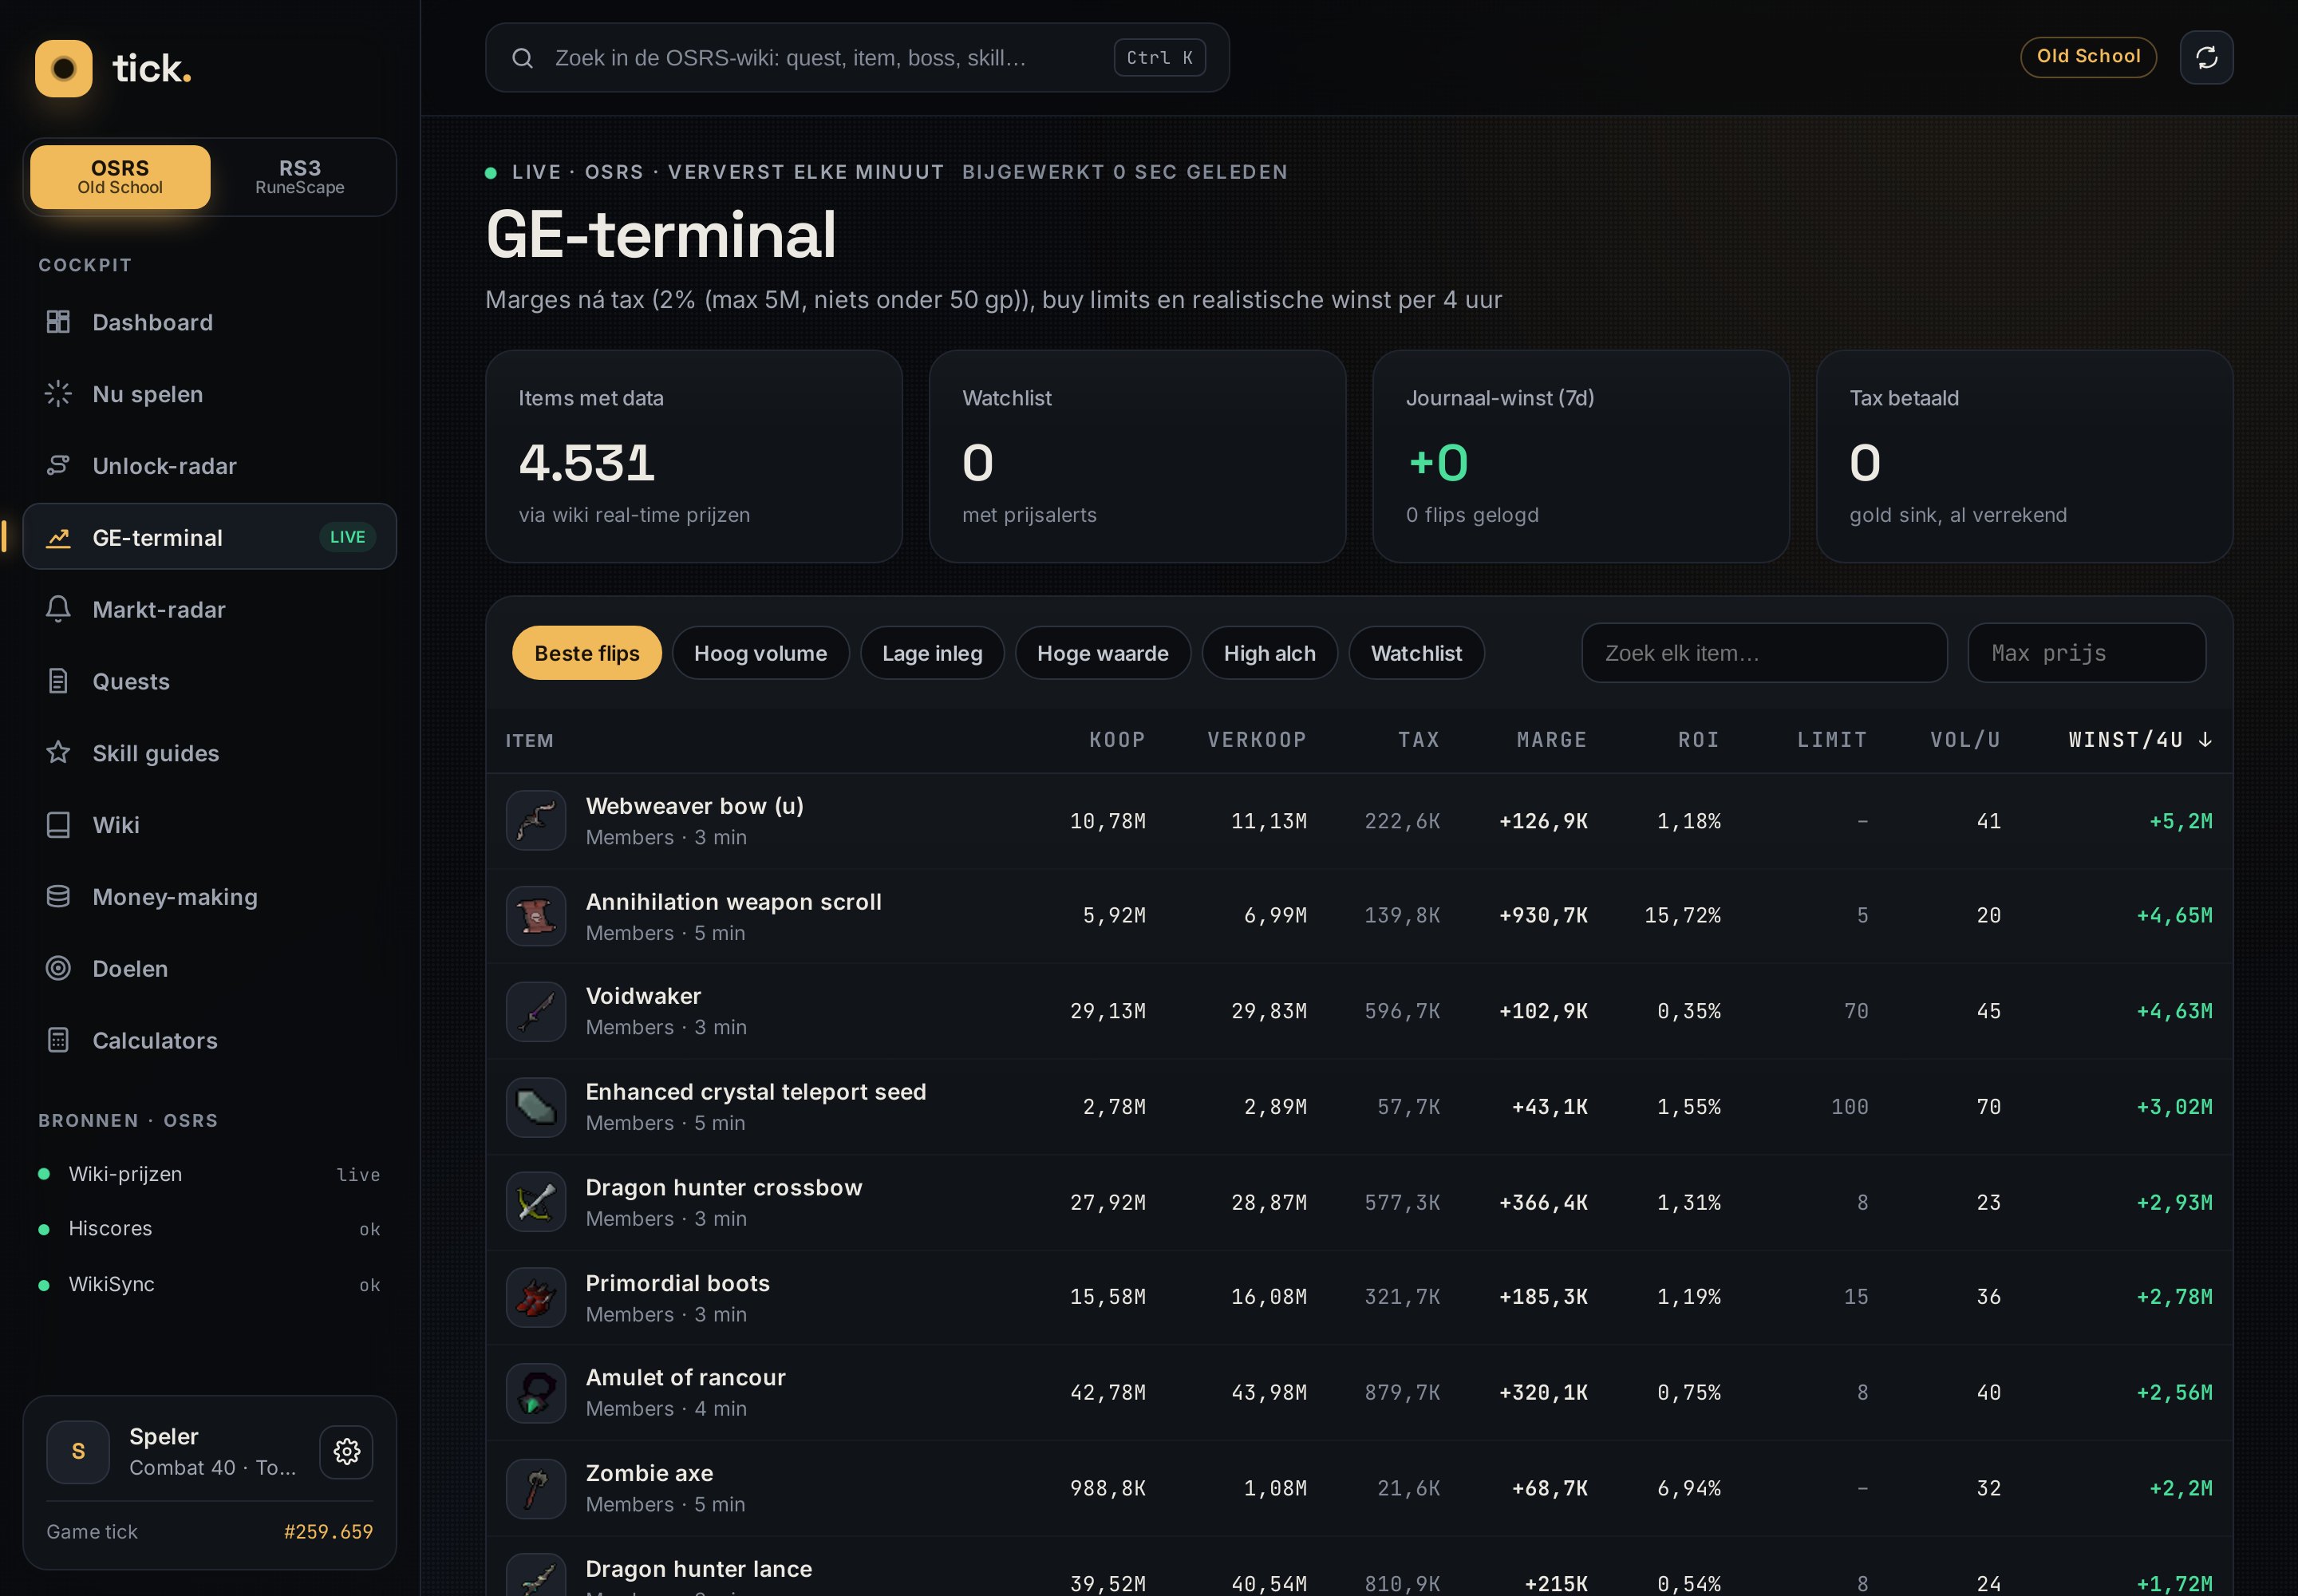 tick.
OSRS
Old School
RS3
RuneScape
COCKPIT
Dashboard
Nu spelen
Unlock-radar
GE-terminal LIVE
Markt-radar
Quests
Skill guides
Wiki
Money-making
Doelen
Calculators
BRONNEN · OSRS
Wiki-prijzen live
Hiscores ok
WikiSync ok
S
Speler
Combat 40 · To...
Game tick #259.659
Zoek in de OSRS-wiki: quest, item, boss, skill... Ctrl K
Old School
LIVE · OSRS · VERVERST ELKE MINUUT BIJGEWERKT 0 SEC GELEDEN
GE-terminal
Marges ná tax (2% (max 5M, niets onder 50 gp)), buy limits en realistische winst per 4 uur
Items met data
4.531
via wiki real-time prijzen
Watchlist
0
met prijsalerts
Journaal-winst (7d)
+0
0 flips gelogd
Tax betaald
0
gold sink, al verrekend
Beste flips Hoog volume Lage inleg Hoge waarde High alch Watchlist Zoek elk item... Max prijs
ITEM KOOP VERKOOP TAX MARGE ROI LIMIT VOL/U WINST/4U ↓
Webweaver bow (u)
Members · 3 min
10,78M 11,13M 222,6K +126,9K 1,18% – 41 +5,2M
Annihilation weapon scroll
Members · 5 min
5,92M 6,99M 139,8K +930,7K 15,72% 5 20 +4,65M
Voidwaker
Members · 3 min
29,13M 29,83M 596,7K +102,9K 0,35% 70 45 +4,63M
Enhanced crystal teleport seed
Members · 5 min
2,78M 2,89M 57,7K +43,1K 1,55% 100 70 +3,02M
Dragon hunter crossbow
Members · 3 min
27,92M 28,87M 577,3K +366,4K 1,31% 8 23 +2,93M
Primordial boots
Members · 3 min
15,58M 16,08M 321,7K +185,3K 1,19% 15 36 +2,78M
Amulet of rancour
Members · 4 min
42,78M 43,98M 879,7K +320,1K 0,75% 8 40 +2,56M
Zombie axe
Members · 5 min
988,8K 1,08M 21,6K +68,7K 6,94% – 32 +2,2M
Dragon hunter lance
39,52M 40,54M 810,9K +215K 0,54% 8 24 +1,72M